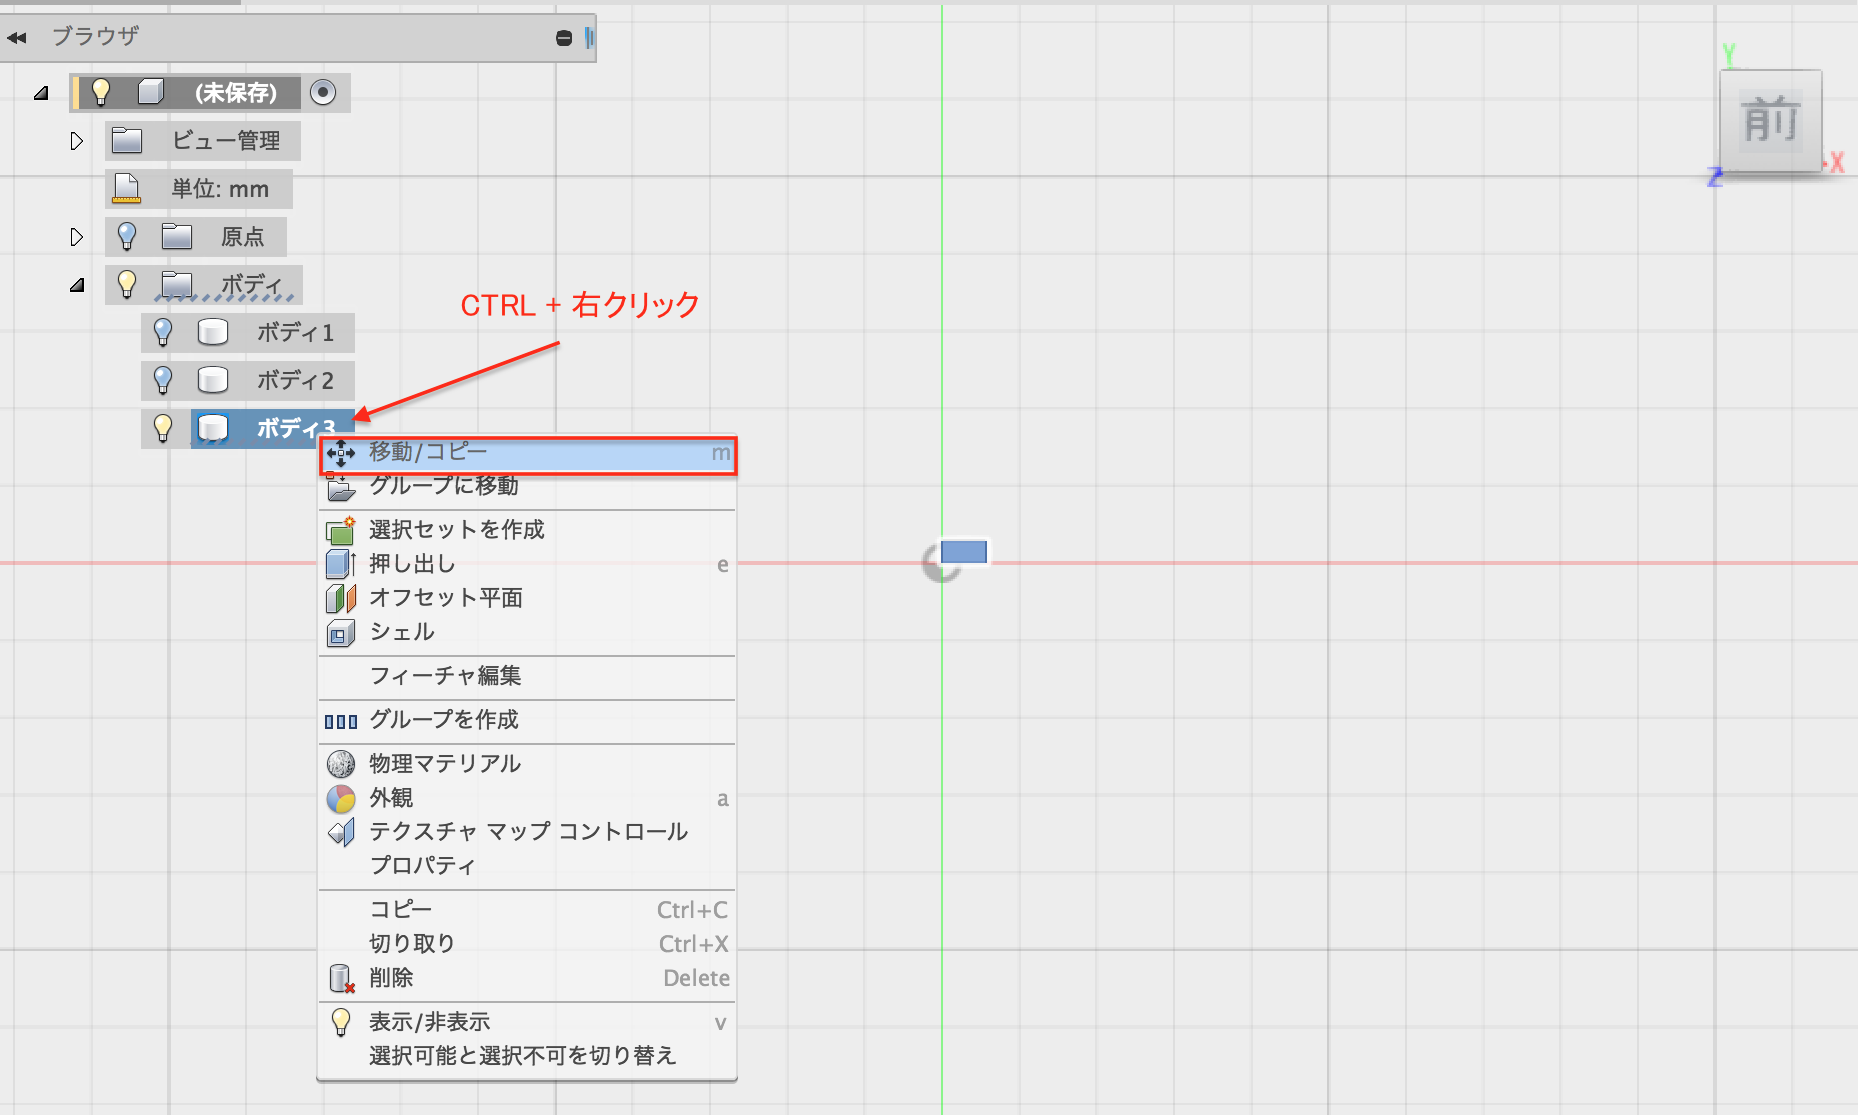 ブラウザ
(未保存)
ビュー管理
単位: mm
原点
ボディ
ボディ1
ボディ2
ボディ3
CTRL + 右クリック
移動/コピー m
グループに移動
選択セットを作成
押し出し e
オフセット平面
シェル
フィーチャ編集
グループを作成
物理マテリアル
外観 a
テクスチャ マップ コントロール
プロパティ
コピー Ctrl+C
切り取り Ctrl+X
削除 Delete
表示/非表示 v
選択可能と選択不可を切り替え
Y
前
X
Z